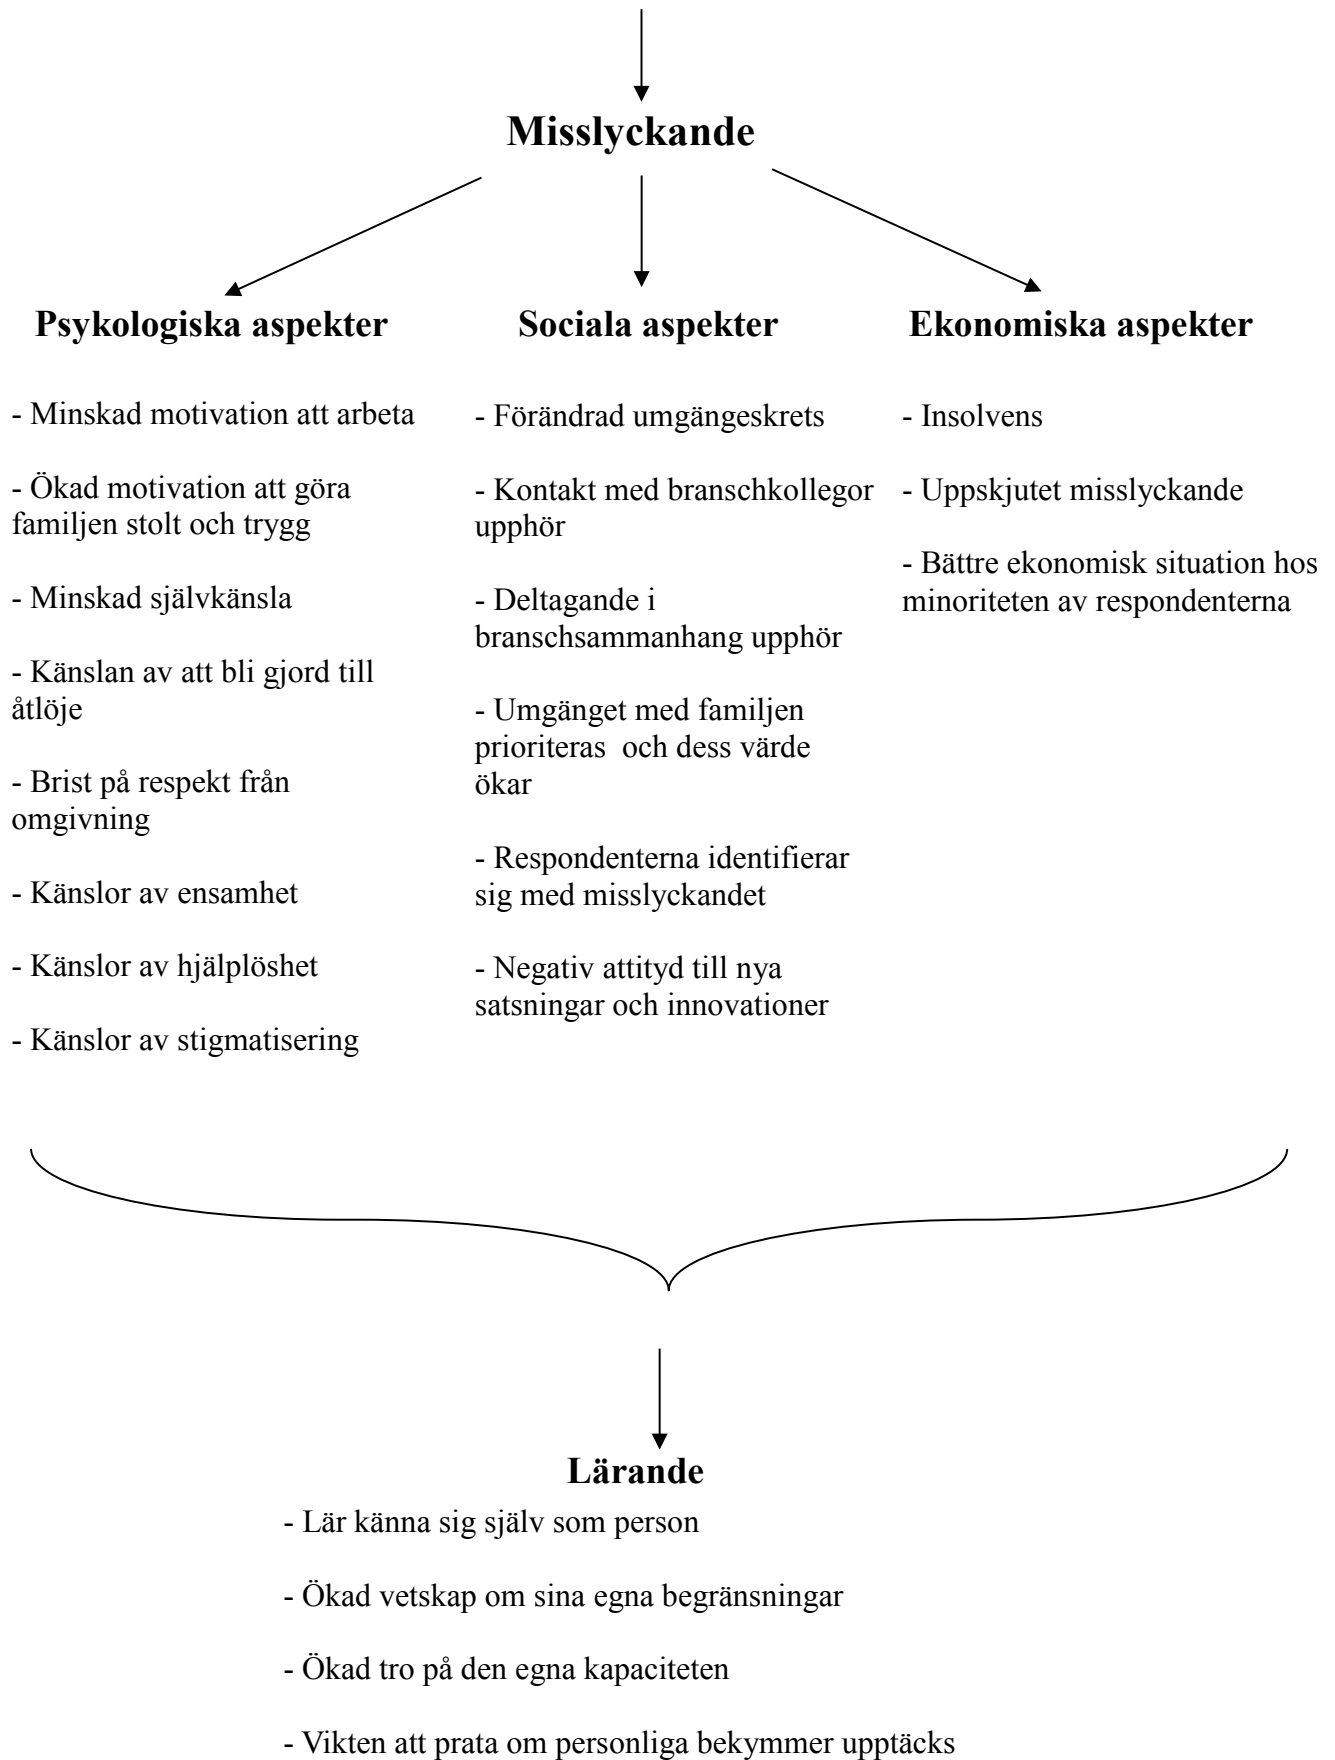 Misslyckande
Psykologiska aspekter
- Minskad motivation att arbeta
- Ökad motivation att göra
familjen stolt och trygg
- Minskad självkänsla
- Känslan av att bli gjord till
åtlöje
- Brist på respekt från
omgivning
- Känslor av ensamhet
- Känslor av hjälplöshet
- Känslor av stigmatisering
Sociala aspekter
- Förändrad umgängeskrets
- Kontakt med branschkollegor
upphör
- Deltagande i
branschsammanhang upphör
- Umgänget med familjen
prioriteras och dess värde
ökar
- Respondenterna identifierar
sig med misslyckandet
- Negativ attityd till nya
satsningar och innovationer
Ekonomiska aspekter
- Insolvens
- Uppskjutet misslyckande
- Bättre ekonomisk situation hos
minoriteten av respondenterna
Lärande
- Lär känna sig själv som person
- Ökad vetskap om sina egna begränsningar
- Ökad tro på den egna kapaciteten
- Vikten att prata om personliga bekymmer upptäcks